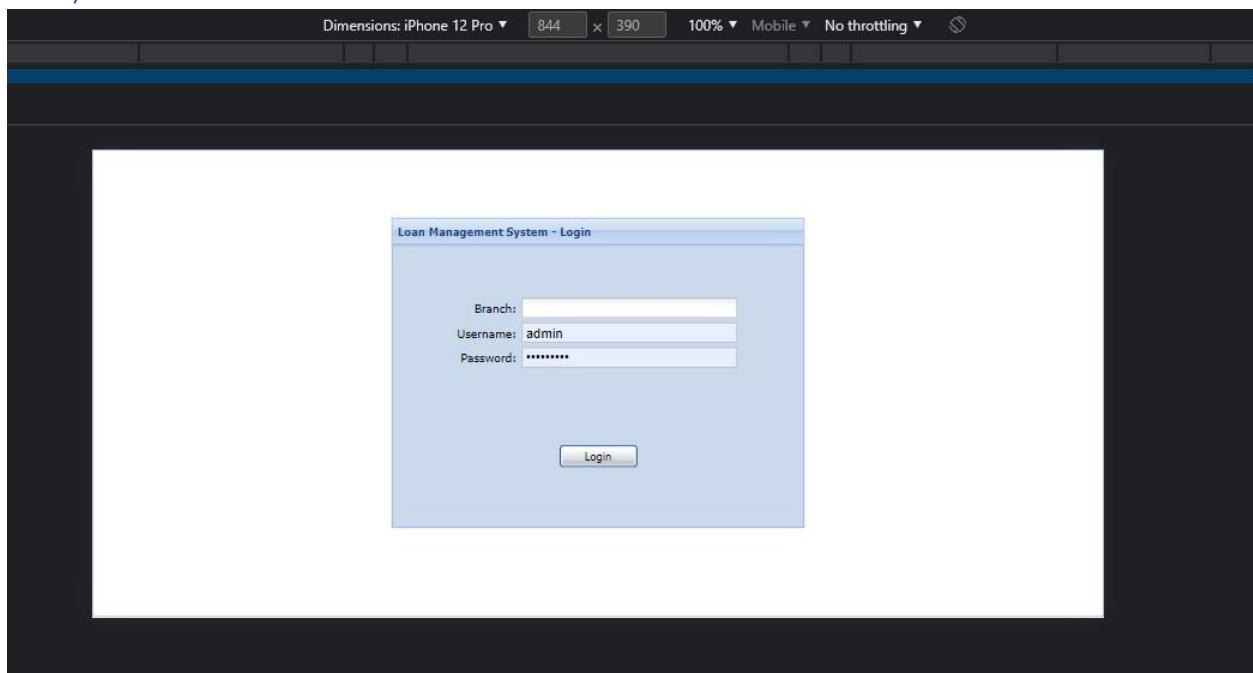 Dimensions: iPhone 12 Pro ▼ 844 × 390 100% ▼ Mobile ▼ No throttling ▼
Loan Management System - Login
Branch:
Username: admin
Password: •••••••••
Login